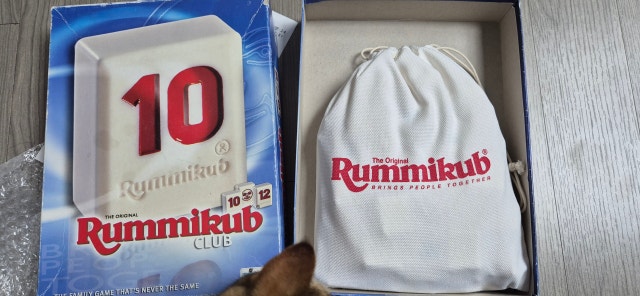 10
Rummikub®
THE ORIGINAL
Rummikub
CLUB
10 12
THE FAMILY GAME THAT'S NEVER THE SAME
The Original
Rummikub®
BRINGS PEOPLE TOGETHER